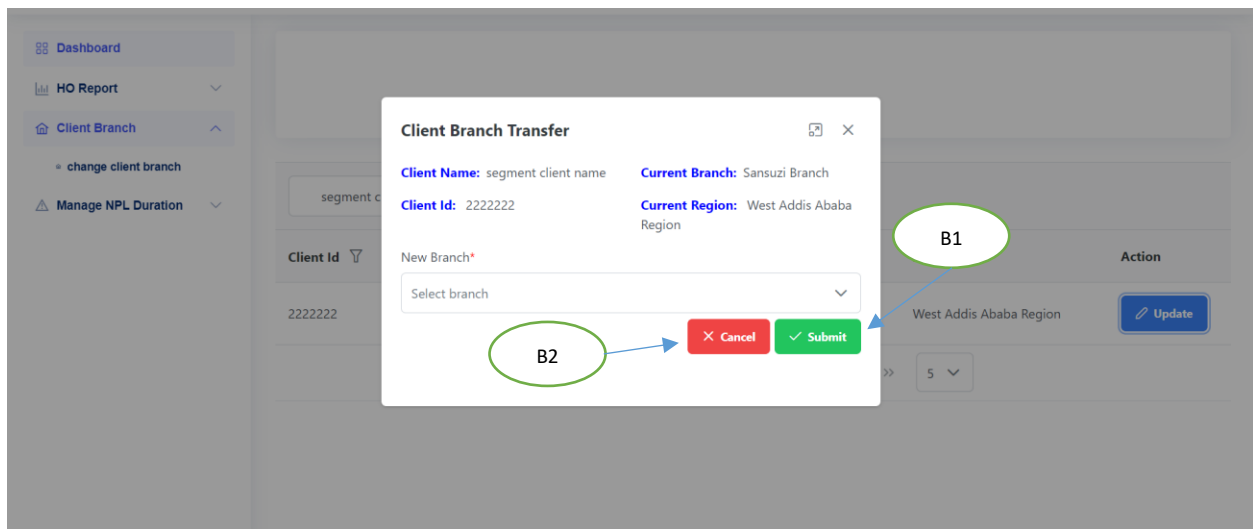 Dashboard
HO Report
Client Branch
change client branch
Manage NPL Duration
Client Branch Transfer
Client Name: segment client name
Current Branch: Sansuzi Branch
Client Id: 2222222
Current Region: West Addis Ababa
Region
New Branch*
Select branch
Cancel
Submit
B1
B2
segment c
Client Id
Action
2222222
West Addis Ababa Region
Update
5